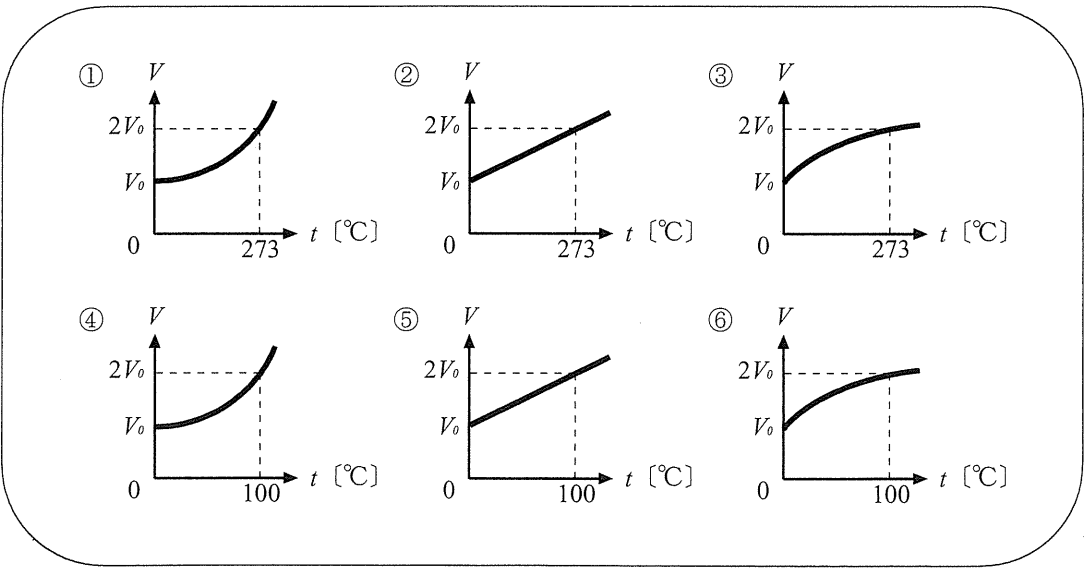 ① V ② V ③ V
2V₀ 2V₀ 2V₀
V₀ V₀ V₀
0 273 t〔℃〕 0 273 t〔℃〕 0 273 t〔℃〕
④ V ⑤ V ⑥ V
2V₀ 2V₀ 2V₀
V₀ V₀ V₀
0 100 t〔℃〕 0 100 t〔℃〕 0 100 t〔℃〕